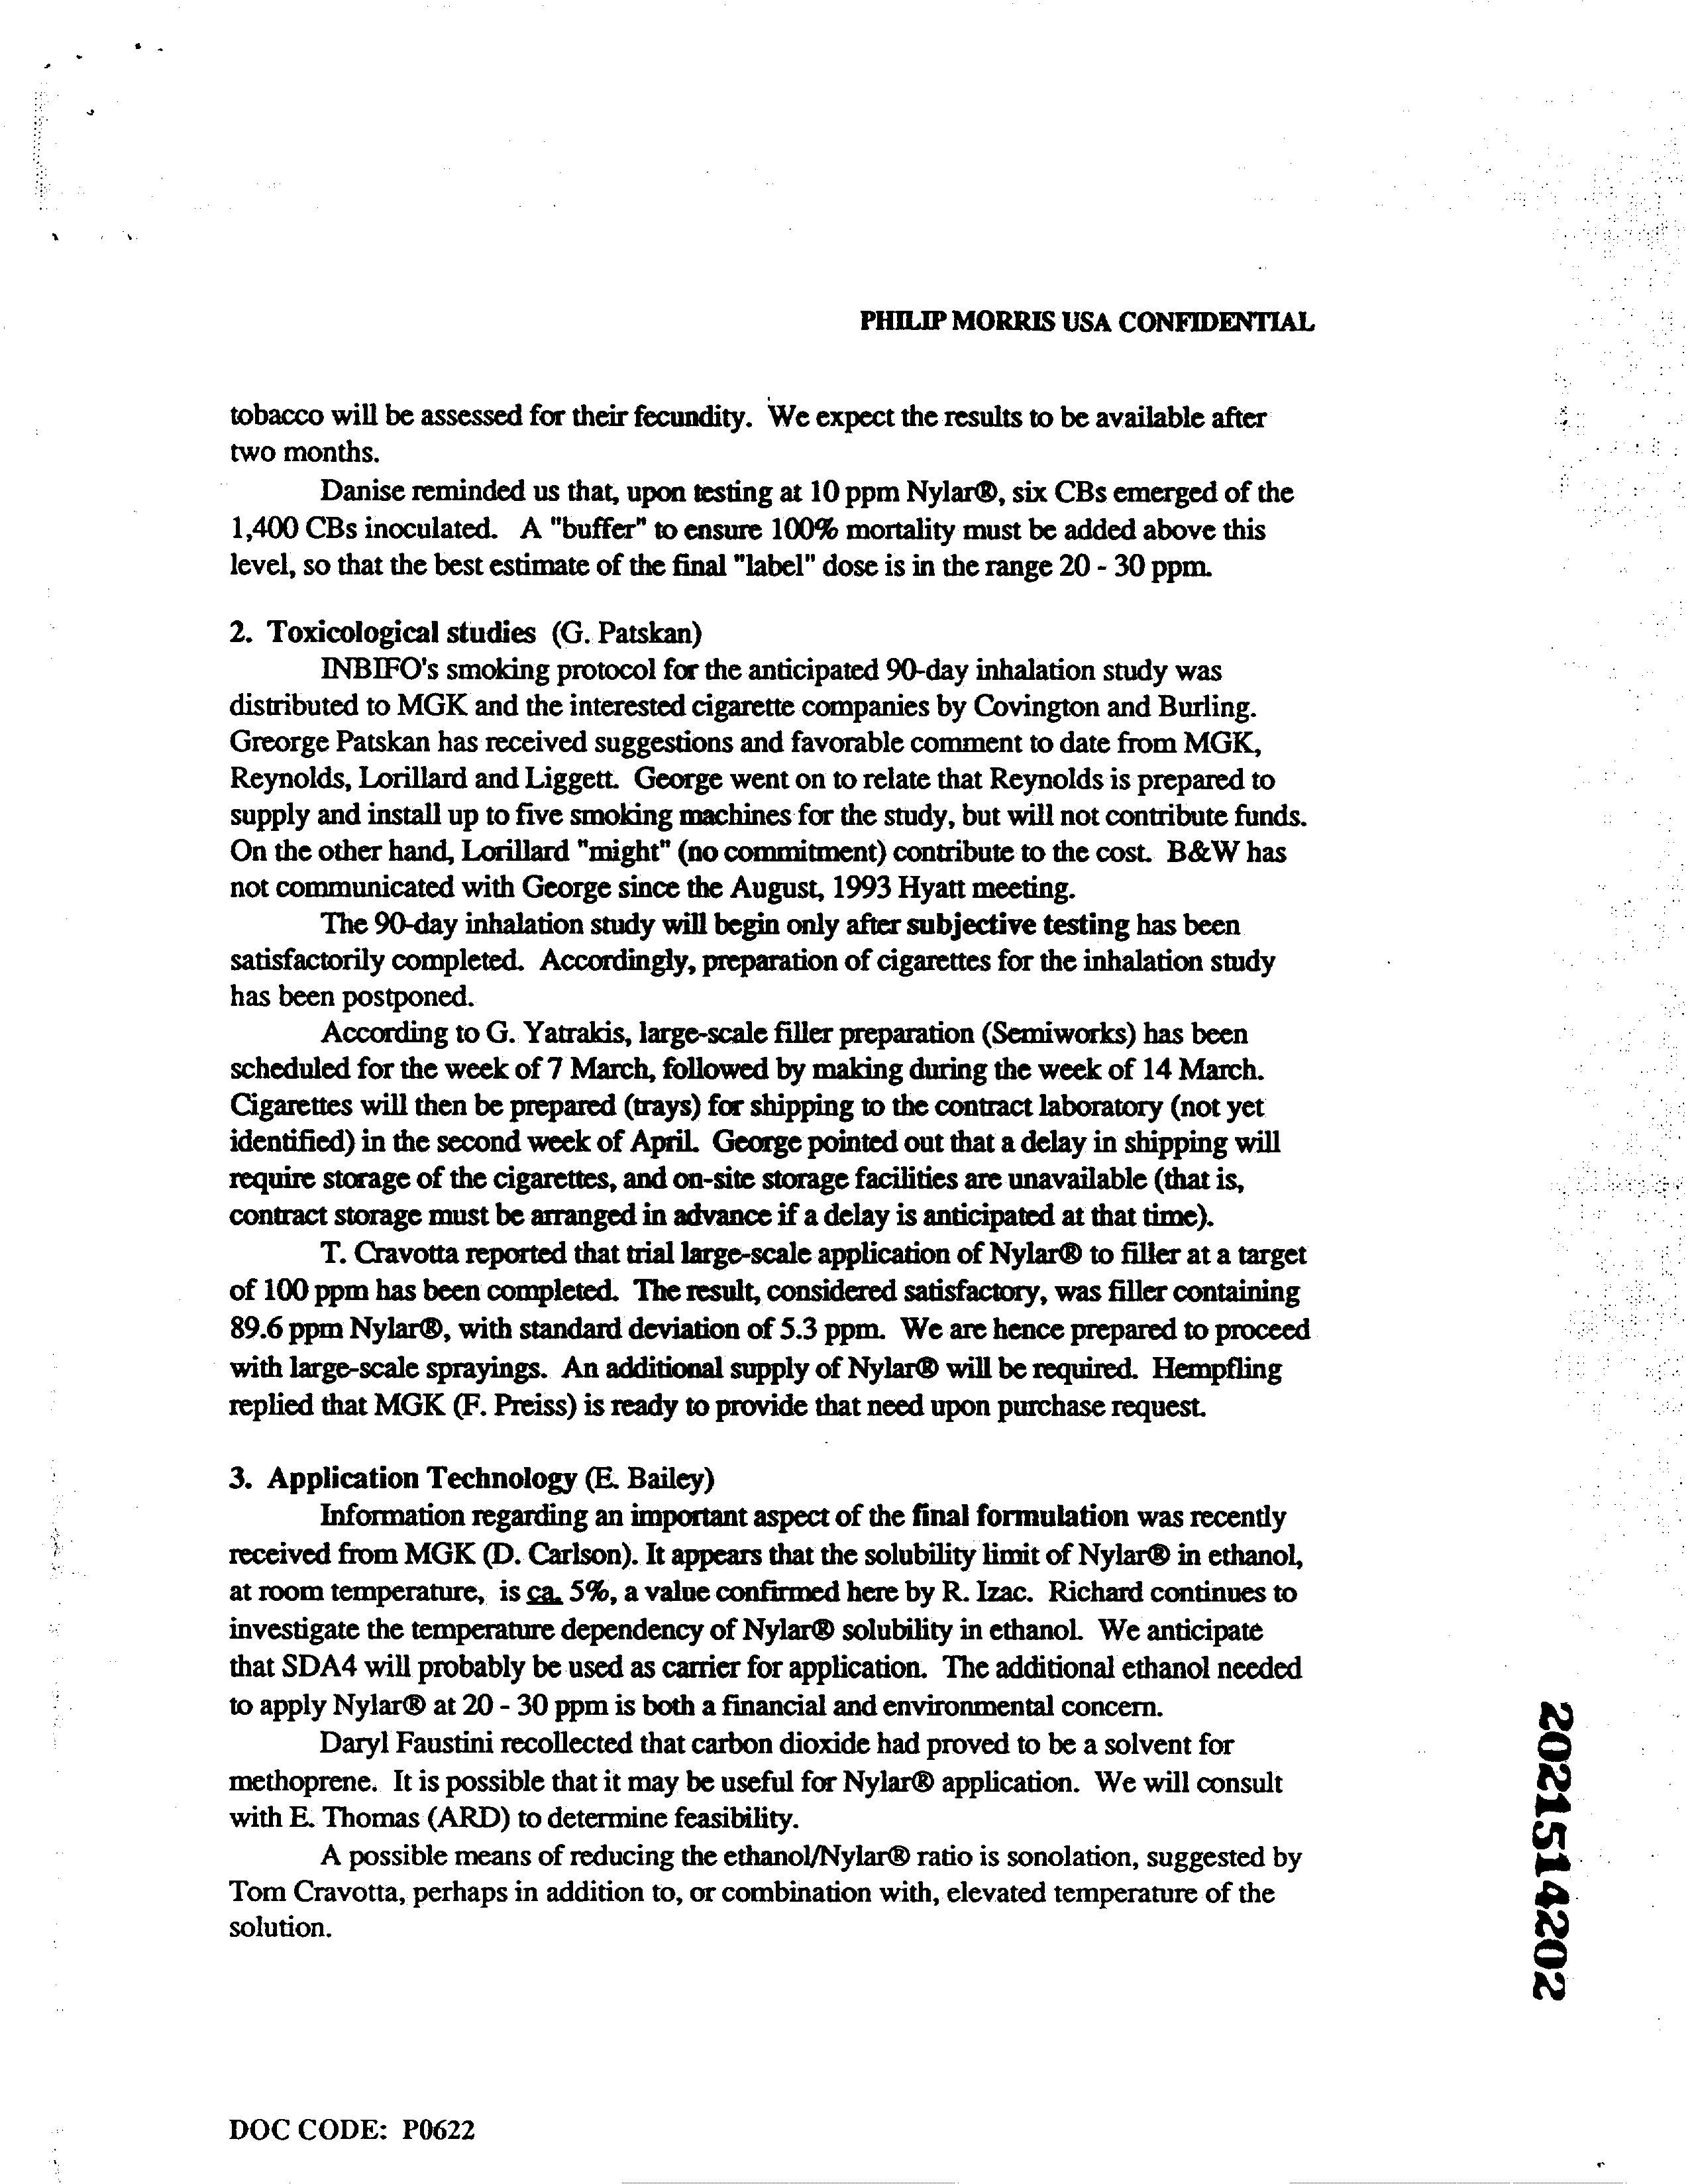 PHILIP MORRIS USA CONFIDENTIAL
tobacco will be assessed for their fecundity. We expect the results to be available after
two months.
Danise reminded us that, upon testing at 10 ppm Nylar®, six CBs emerged of the
1,400 CBs inoculated. A "buffer" to ensure 100% mortality must be added above this
level, so that the best estimate of the final "label" dose is in the range 20 - 30 ppm.
2. Toxicological studies (G. Patskan)
INBIFO's smoking protocol for the anticipated 90-day inhalation study was
distributed to MGK and the interested cigarette companies by Covington and Burling.
Greorge Patskan has received suggestions and favorable comment to date from MGK,
Reynolds, Lorillard and Liggett. George went on to relate that Reynolds is prepared to
supply and install up to five smoking machines for the study, but will not contribute funds.
On the other hand, Lorillard "might" (no commitment) contribute to the cost. B&W has
not communicated with George since the August, 1993 Hyatt meeting.
The 90-day inhalation study will begin only after subjective testing has been
satisfactorily completed. Accordingly, preparation of cigarettes for the inhalation study
has been postponed.
According to G. Yatrakis, large-scale filler preparation (Semiworks) has been
scheduled for the week of 7 March, followed by making during the week of 14 March.
Cigarettes will then be prepared (trays) for shipping to the contract laboratory (not yet
identified) in the second week of April. George pointed out that a delay in shipping will
require storage of the cigarettes, and on-site storage facilities are unavailable (that is,
contract storage must be arranged in advance if a delay is anticipated at that time).
T. Cravotta reported that trial large-scale application of Nylar® to filler at a target
of 100 ppm has been completed. The result, considered satisfactory, was filler containing
89.6 ppm Nylar®, with standard deviation of 5.3 ppm. We are hence prepared to proceed
with large-scale sprayings. An additional supply of Nylar® will be required. Hempfling
replied that MGK (F. Preiss) is ready to provide that need upon purchase request.
3. Application Technology (E. Bailey)
Information regarding an important aspect of the final formulation was recently
received from MGK (D. Carlson). It appears that the solubility limit of Nylar® in ethanol,
at room temperature, is ca. 5%, a value confirmed here by R. Izac. Richard continues to
investigate the temperature dependency of Nylar® solubility in ethanol. We anticipate
that SDA4 will probably be used as carrier for application. The additional ethanol needed
to apply Nylar® at 20 - 30 ppm is both a financial and environmental concern.
Daryl Faustini recollected that carbon dioxide had proved to be a solvent for
methoprene. It is possible that it may be useful for Nylar® application. We will consult
with E. Thomas (ARD) to determine feasibility.
A possible means of reducing the ethanol/Nylar® ratio is sonolation, suggested by
Tom Cravotta, perhaps in addition to, or combination with, elevated temperature of the
solution.
2021514202
DOC CODE: P0622